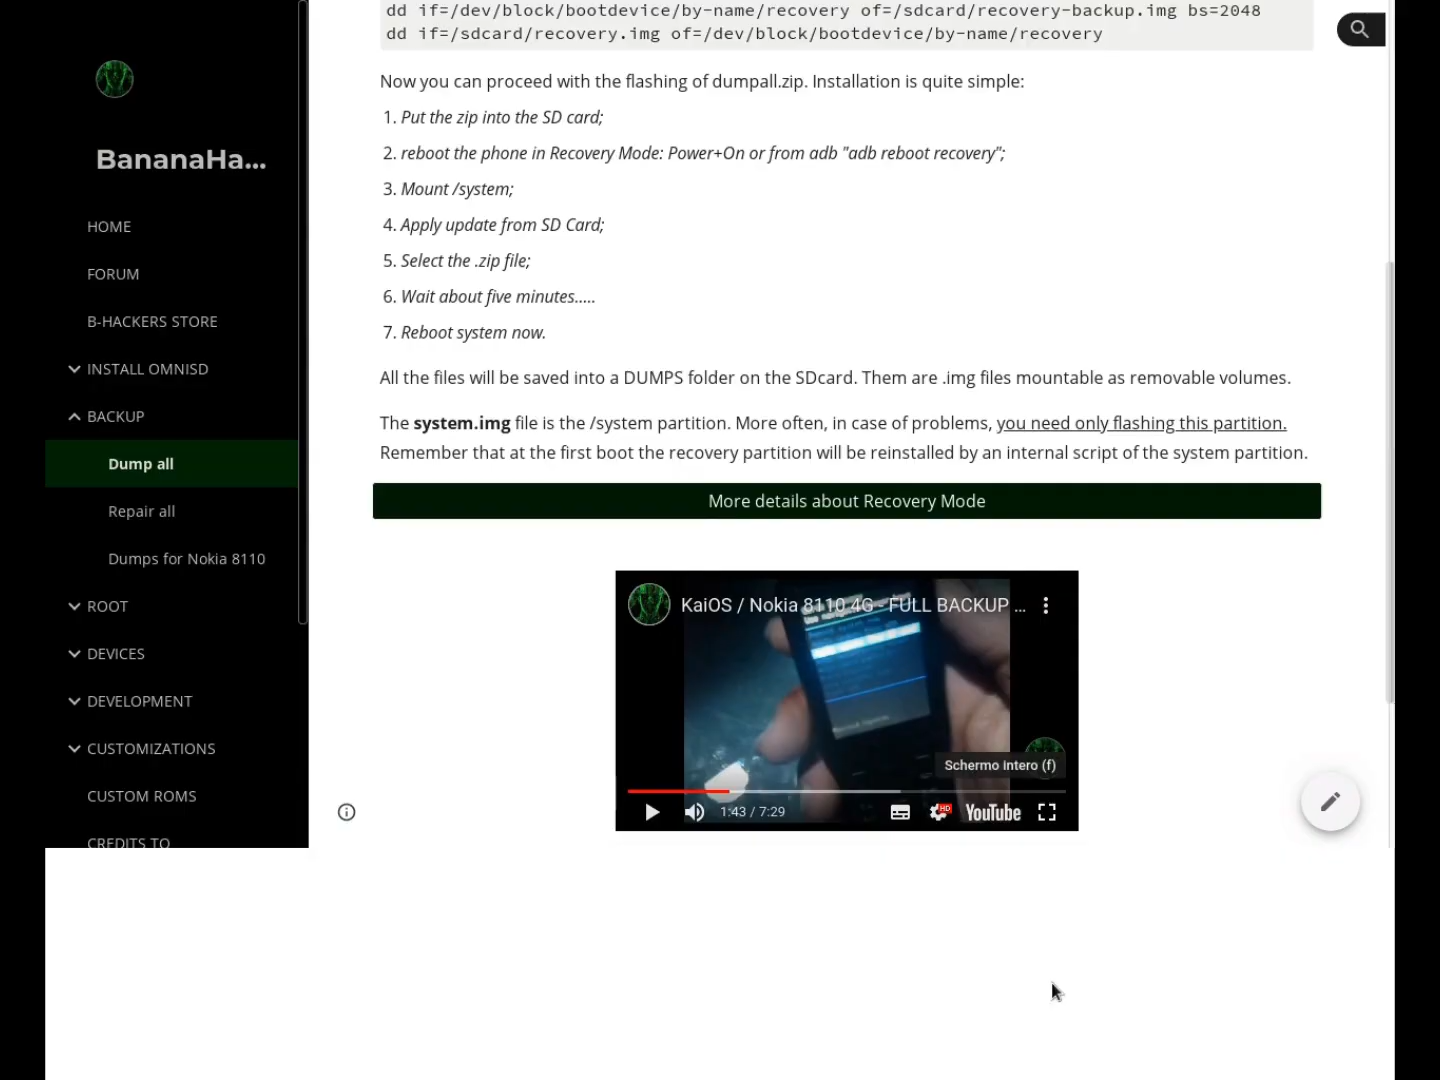 dd if=/dev/block/bootdevice/by-name/recovery of=/sdcard/recovery-backup.img bs=2048
dd if=/sdcard/recovery.img of=/dev/block/bootdevice/by-name/recovery
Now you can proceed with the flashing of dumpall.zip. Installation is quite simple:
1. Put the zip into the SD card;
2. reboot the phone in Recovery Mode: Power+On or from adb "adb reboot recovery";
3. Mount /system;
4. Apply update from SD Card;
5. Select the .zip file;
6. Wait about five minutes.....
7. Reboot system now.
All the files will be saved into a DUMPS folder on the SDcard. Them are .img files mountable as removable volumes.
The system.img file is the /system partition. More often, in case of problems, you need only flashing this partition.
Remember that at the first boot the recovery partition will be reinstalled by an internal script of the system partition.
More details about Recovery Mode
KaiOS / Nokia 8110 4G - FULL BACKUP ...
Schermo intero (f)
1:43 / 7:29
HD
YouTube
BananaHa...
HOME
FORUM
B-HACKERS STORE
INSTALL OMNISD
BACKUP
Dump all
Repair all
Dumps for Nokia 8110
ROOT
DEVICES
DEVELOPMENT
CUSTOMIZATIONS
CUSTOM ROMS
CREDITS TO